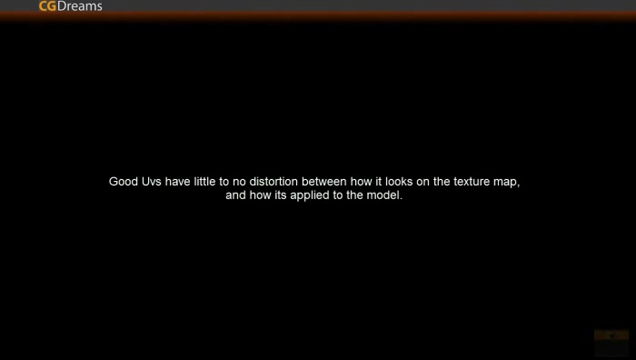 CGDreams
Good Uvs have little to no distortion between how it looks on the texture map,
and how its applied to the model.